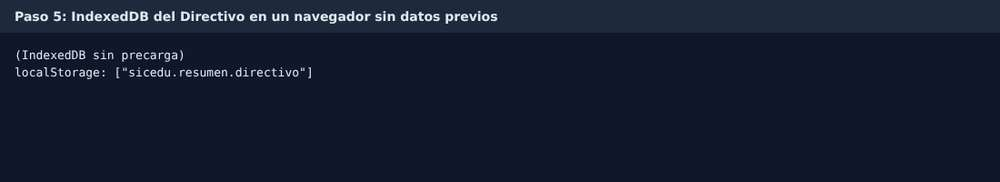 Paso 5: IndexedDB del Directivo en un navegador sin datos previos
(IndexedDB sin precarga)
localStorage: ["sicedu.resumen.directivo"]